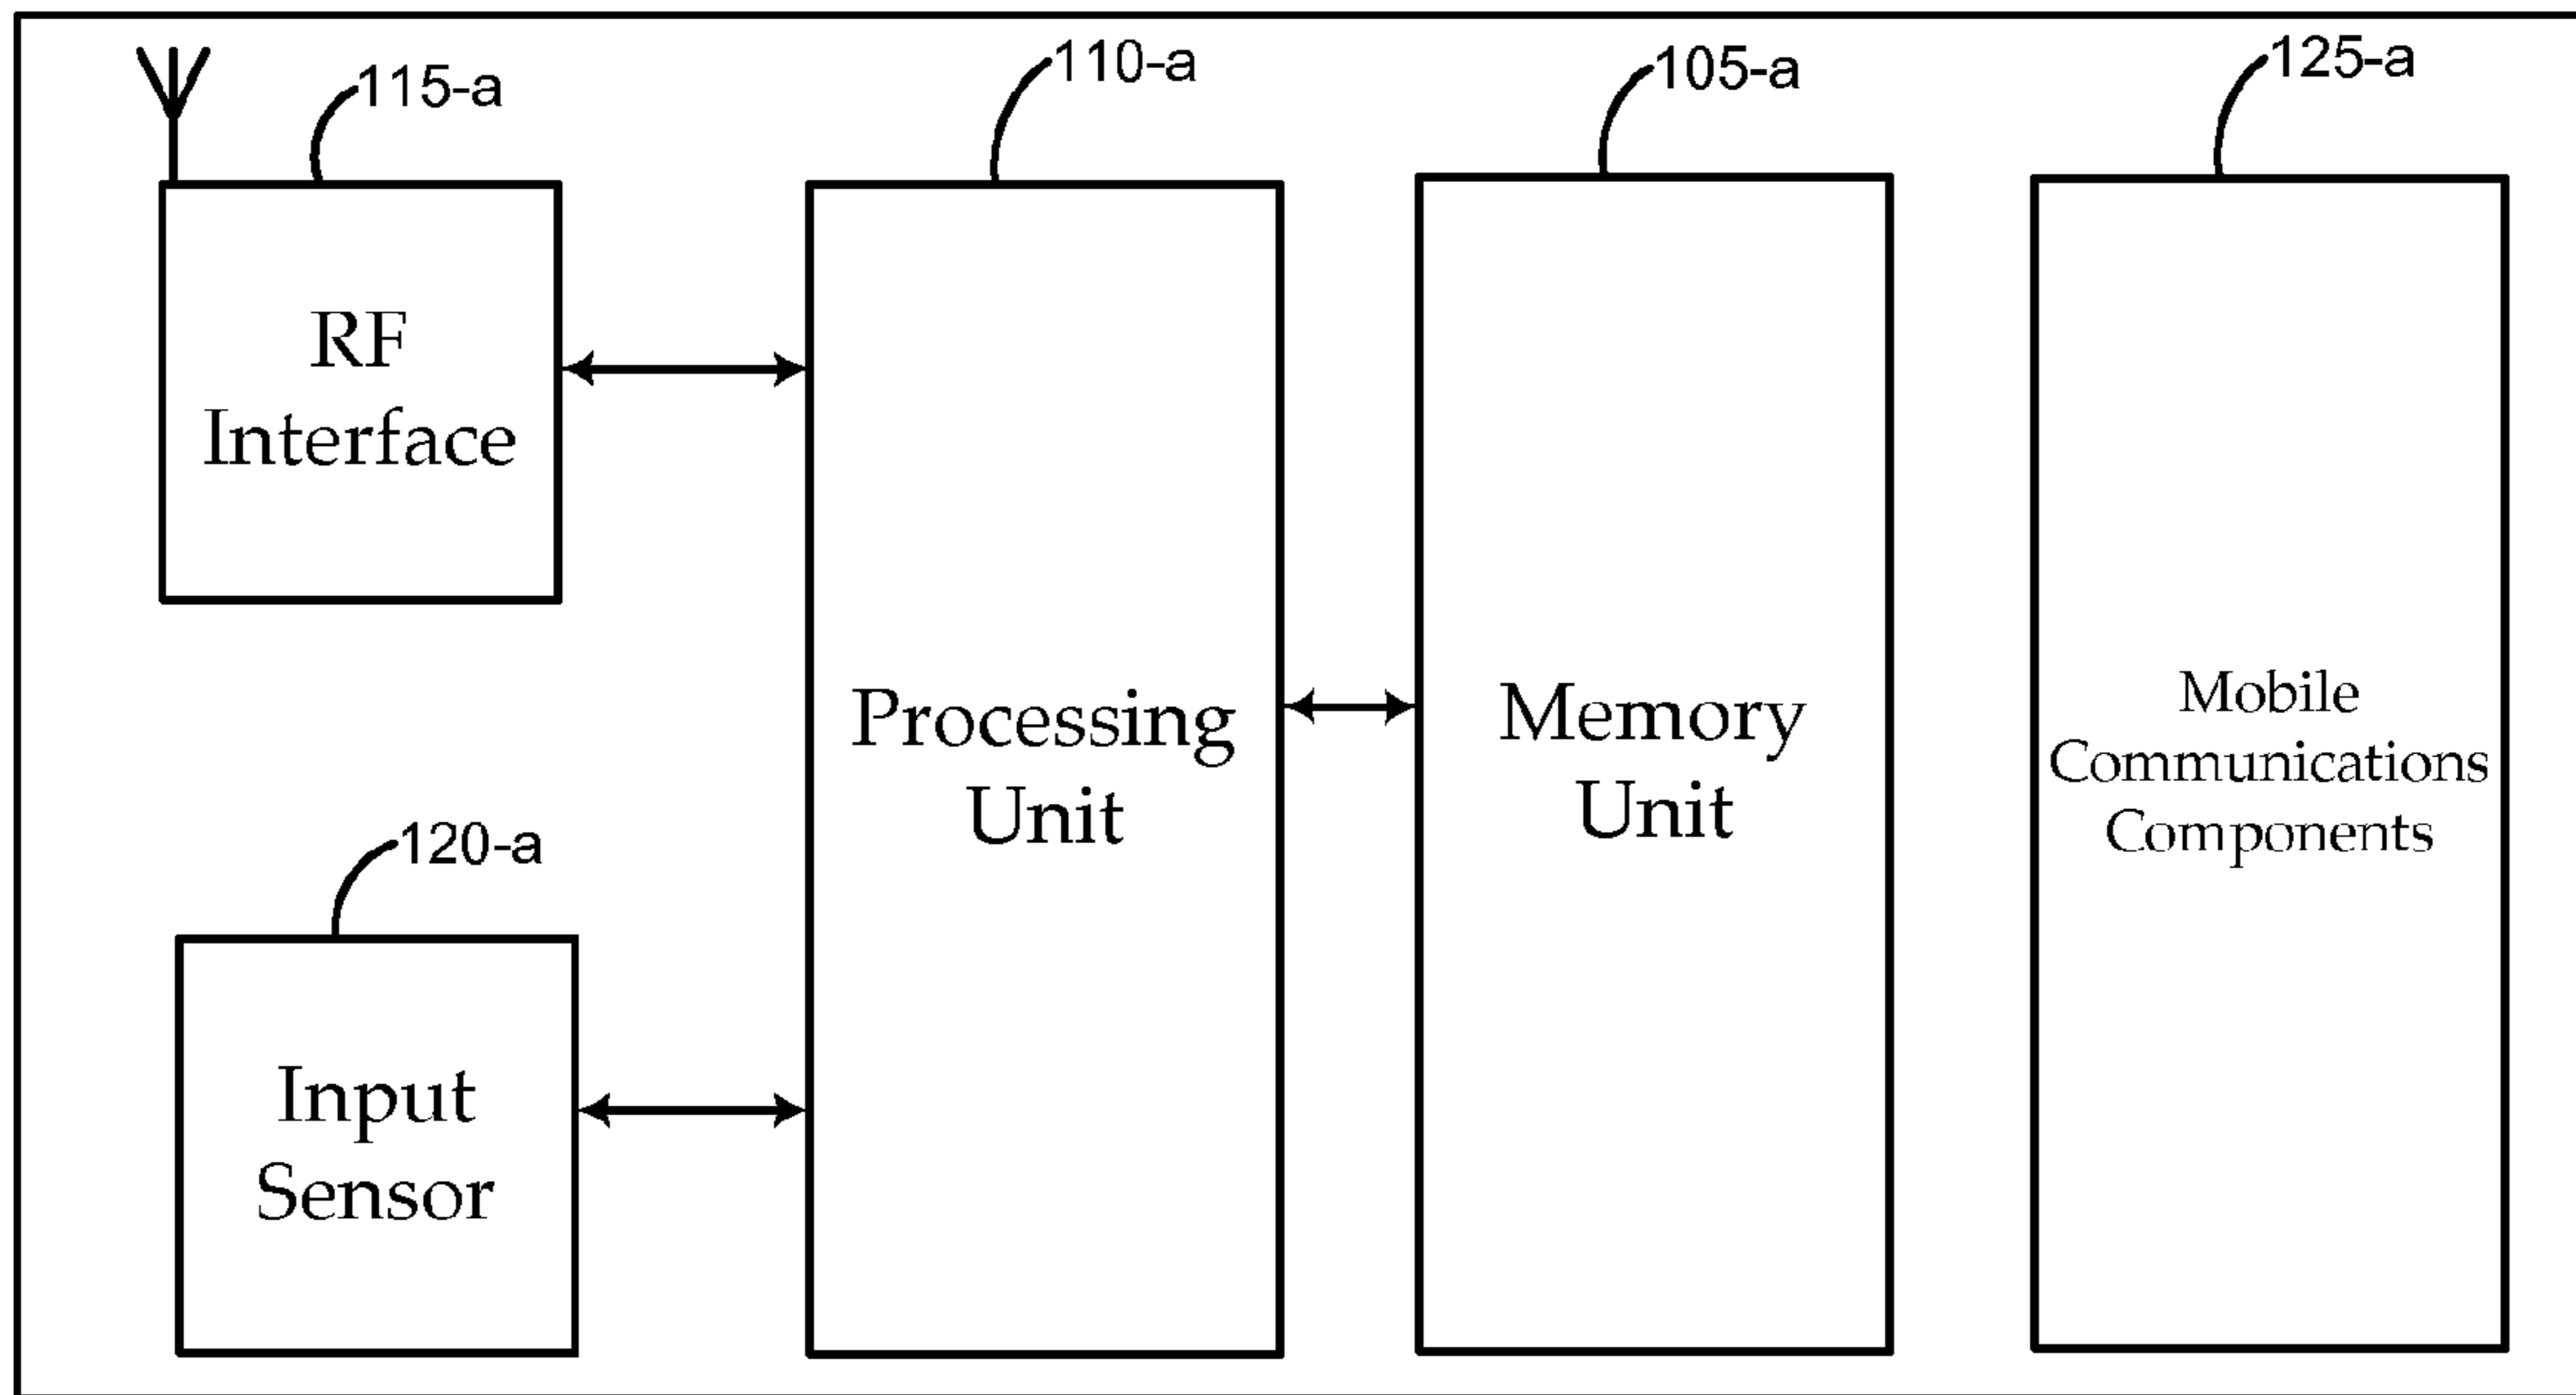 115-a
110-a
105-a
125-a
RF
Interface
Processing
Unit
Memory
Unit
Mobile
Communications
Components
120-a
Input
Sensor